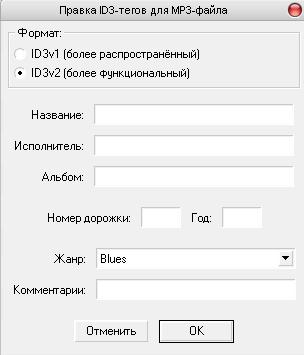 Правка ID3-тегов для MP3-файла
Формат:
ID3v1 (более распространённый)
ID3v2 (более функциональный)
Название:
Исполнитель:
Альбом:
Номер дорожки: Год:
Жанр: Blues
Комментарии:
Отменить OK